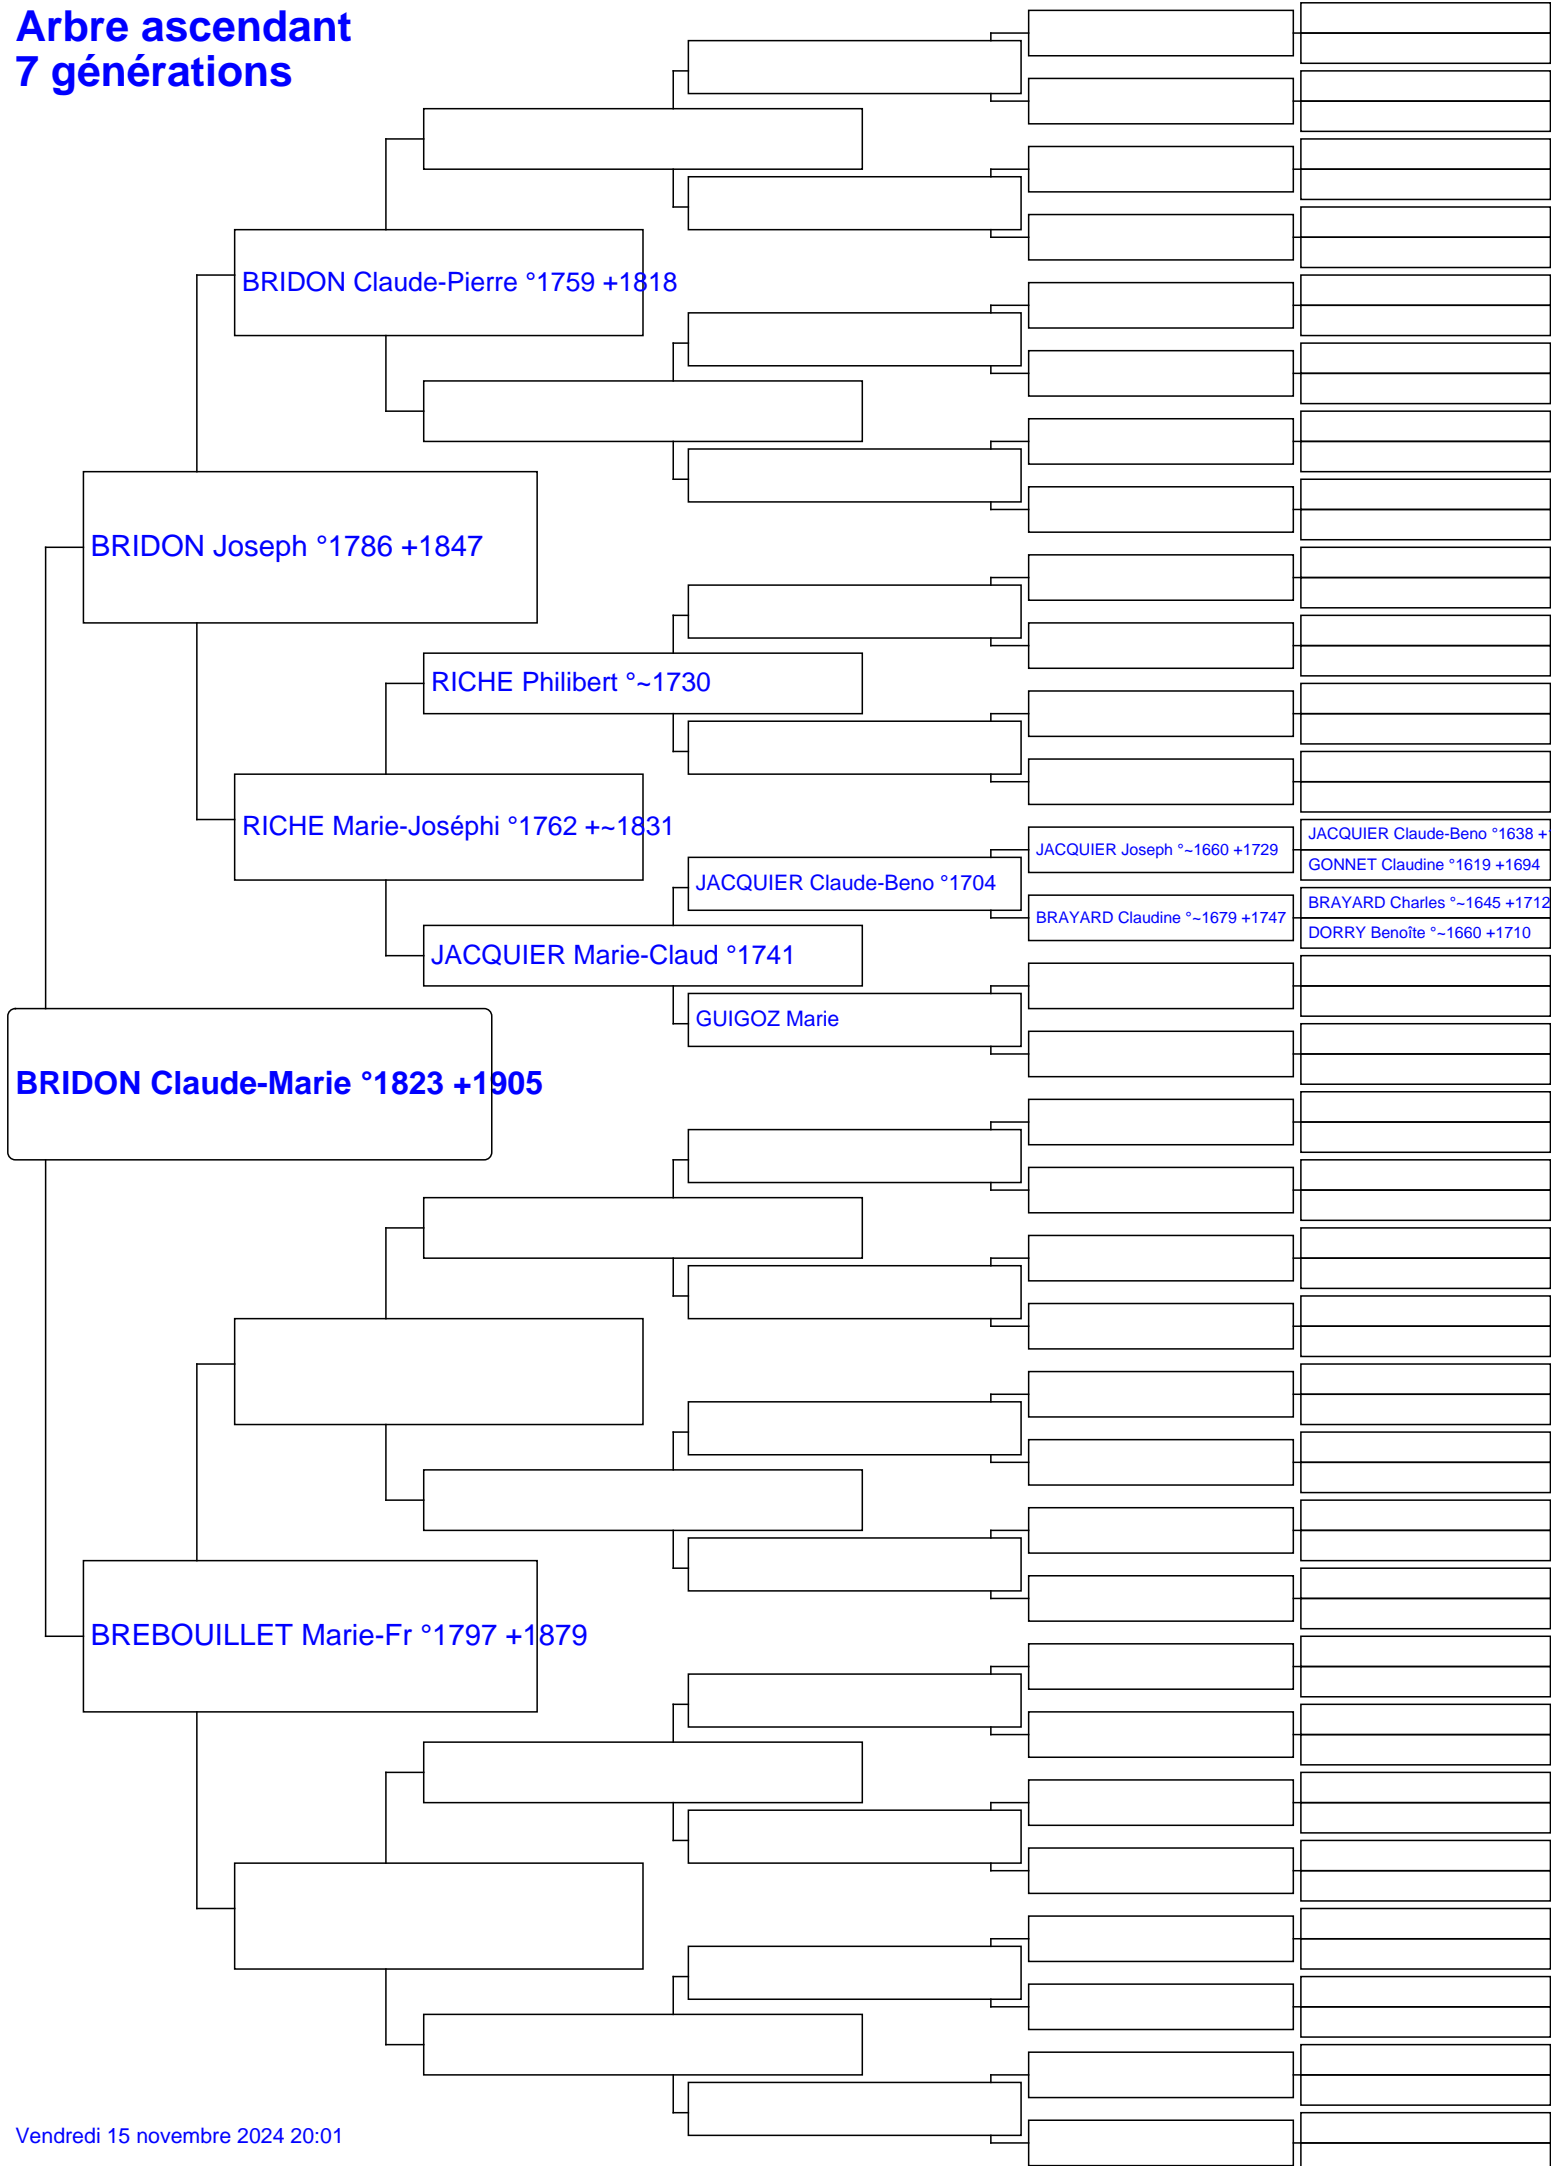 Arbre ascendant
7 générations
BRIDON Claude-Pierre °1759 +1818
BRIDON Joseph °1786 +1847
RICHE Philibert °~1730
RICHE Marie-Joséphi °1762 +~1831
JACQUIER Claude-Beno °1638 +
JACQUIER Joseph °~1660 +1729
GONNET Claudine °1619 +1694
JACQUIER Claude-Beno °1704
BRAYARD Charles °~1645 +1712
BRAYARD Claudine °~1679 +1747
DORRY Benoîte °~1660 +1710
JACQUIER Marie-Claud °1741
GUIGOZ Marie
BRIDON Claude-Marie °1823 +1905
BREBOUILLET Marie-Fr °1797 +1879
Vendredi 15 novembre 2024 20:01